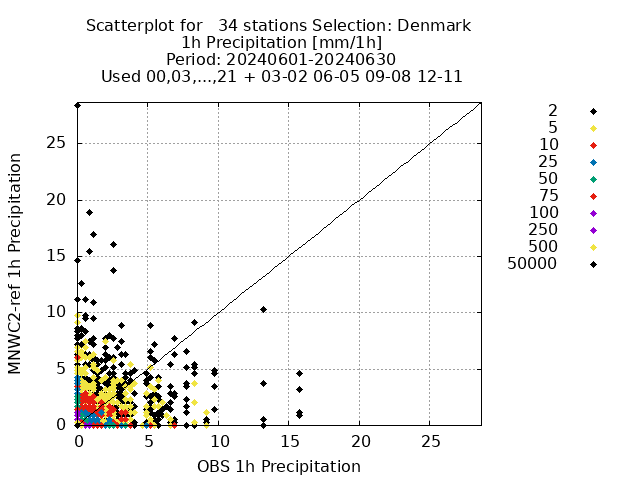 Scatterplot for   34 stations Selection: Denmark
1h Precipitation [mm/1h]
Period: 20240601-20240630
Used 00,03,...,21 + 03-02 06-05 09-08 12-11
MNWC2-ref 1h Precipitation
25
20
15
10
5
0
0 5 10 15 20 25
OBS 1h Precipitation
2
5
10
25
50
75
100
250
500
50000